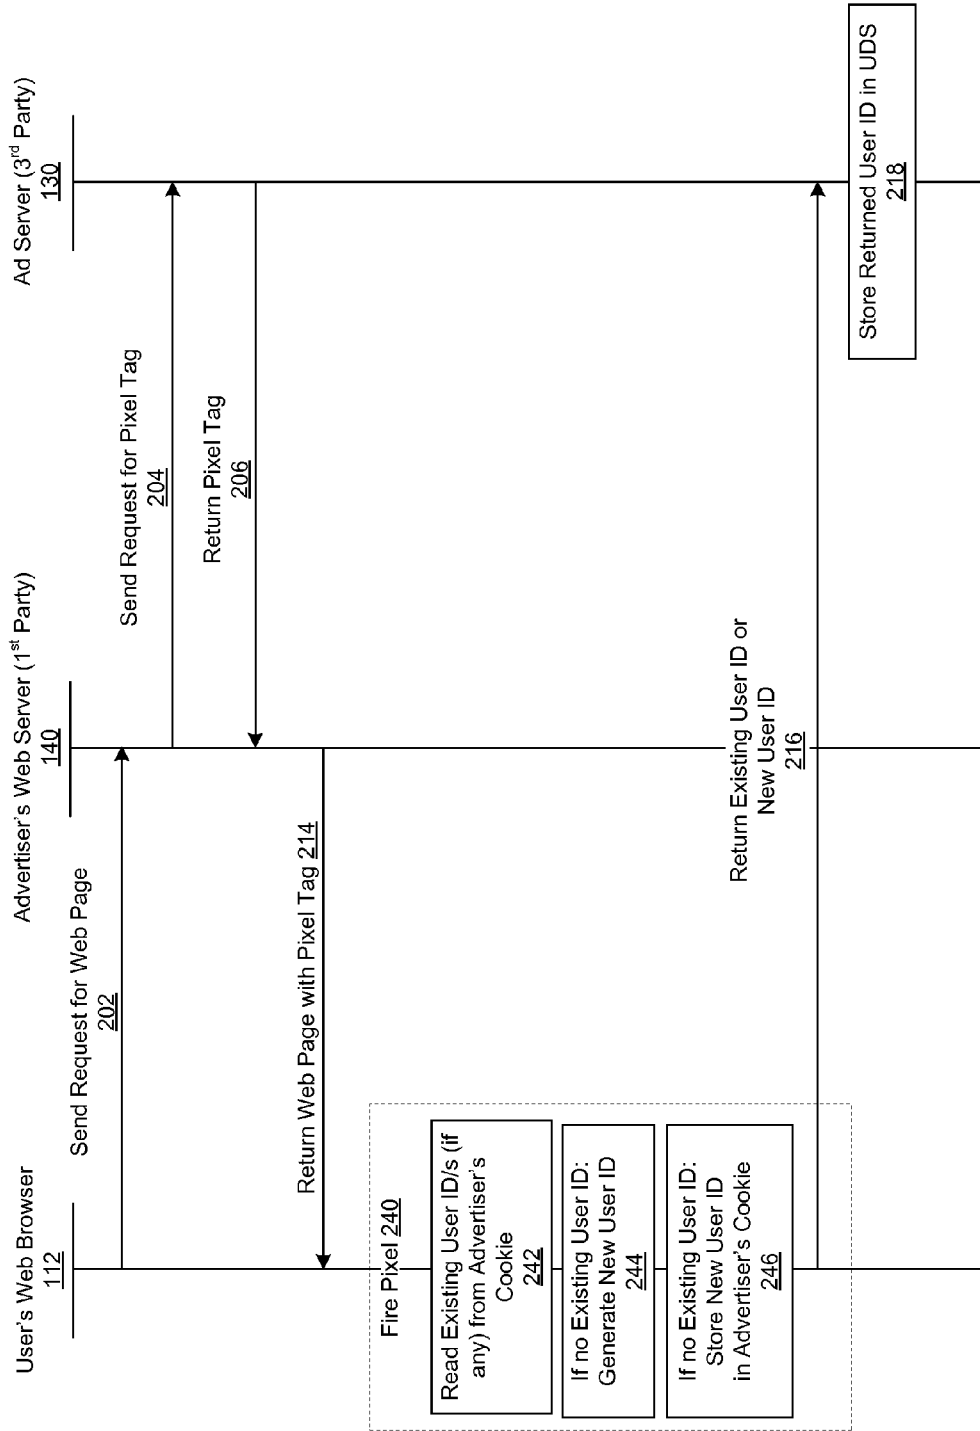 User's Web Browser
112
Advertiser's Web Server (1st Party)
140
Ad Server (3rd Party)
130
Send Request for Web Page
202
Send Request for Pixel Tag
204
Return Pixel Tag
206
Return Web Page with Pixel Tag 214
Fire Pixel 240
Read Existing User ID/s (if
any) from Advertiser's
Cookie
242
If no Existing User ID:
Generate New User ID
244
If no Existing User ID:
Store New User ID
in Advertiser's Cookie
246
Return Existing User ID or
New User ID
216
Store Returned User ID in UDS
218